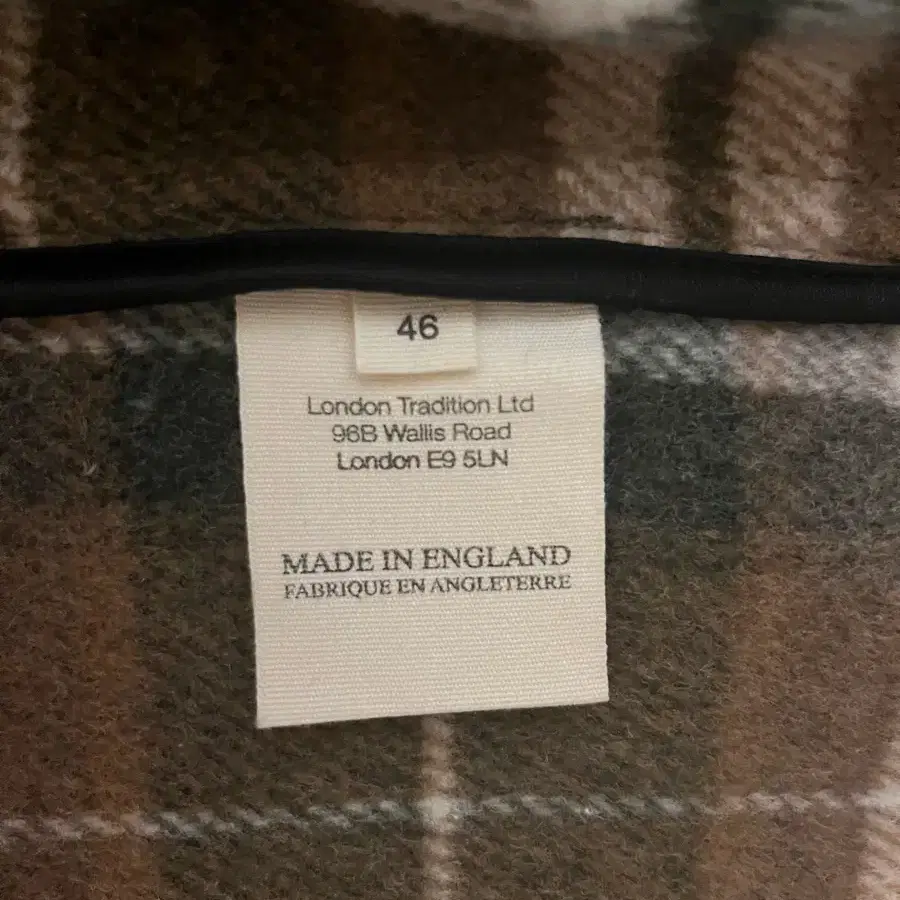 46
London Tradition Ltd
96B Wallis Road
London E9 5LN
MADE IN ENGLAND
FABRIQUE EN ANGLETERRE